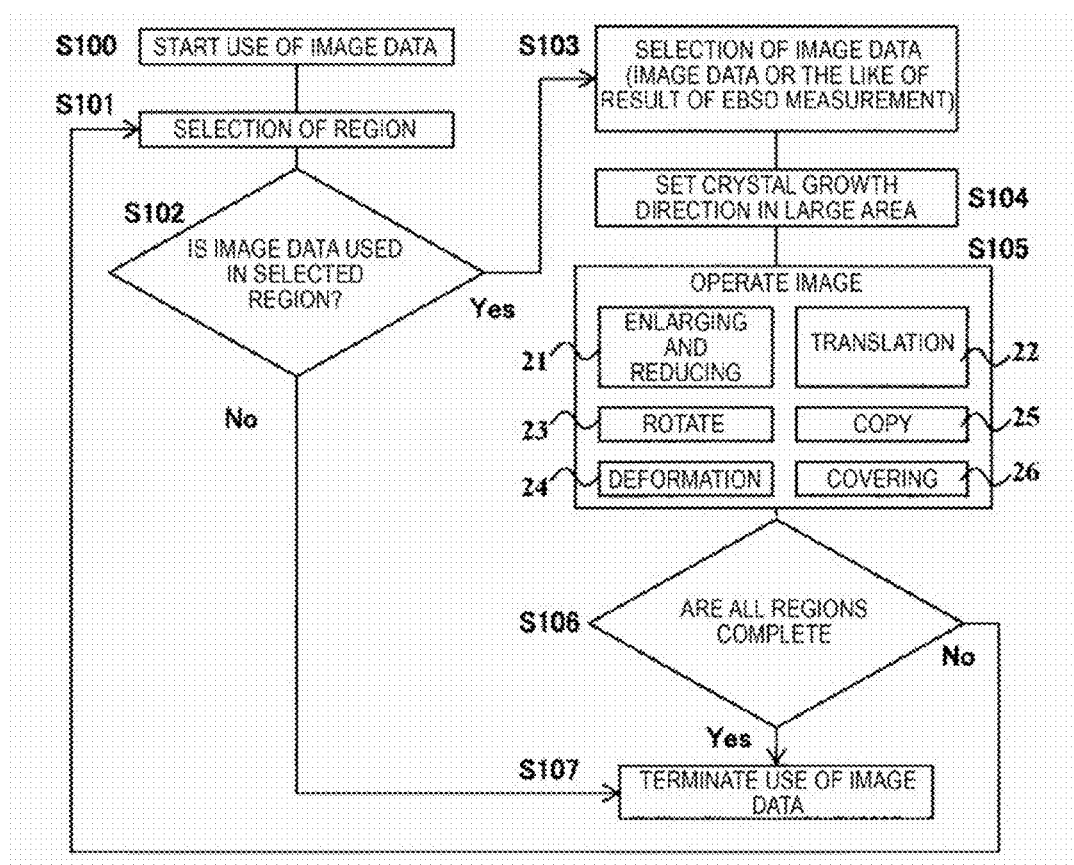 S100
START USE OF IMAGE DATA
S101
SELECTION OF REGION
S102
IS IMAGE DATA USED
IN SELECTED
REGION?
Yes
No
S103
SELECTION OF IMAGE DATA
(IMAGE DATA OR THE LIKE OF
RESULT OF EBSD MEASUREMENT)
SET CRYSTAL GROWTH
DIRECTION IN LARGE AREA
S104
S105
OPERATE IMAGE
21
ENLARGING
AND
REDUCING
TRANSLATION
22
23
ROTATE
COPY
25
24
DEFORMATION
COVERING
26
S106
ARE ALL REGIONS
COMPLETE
No
Yes
S107
TERMINATE USE OF IMAGE
DATA